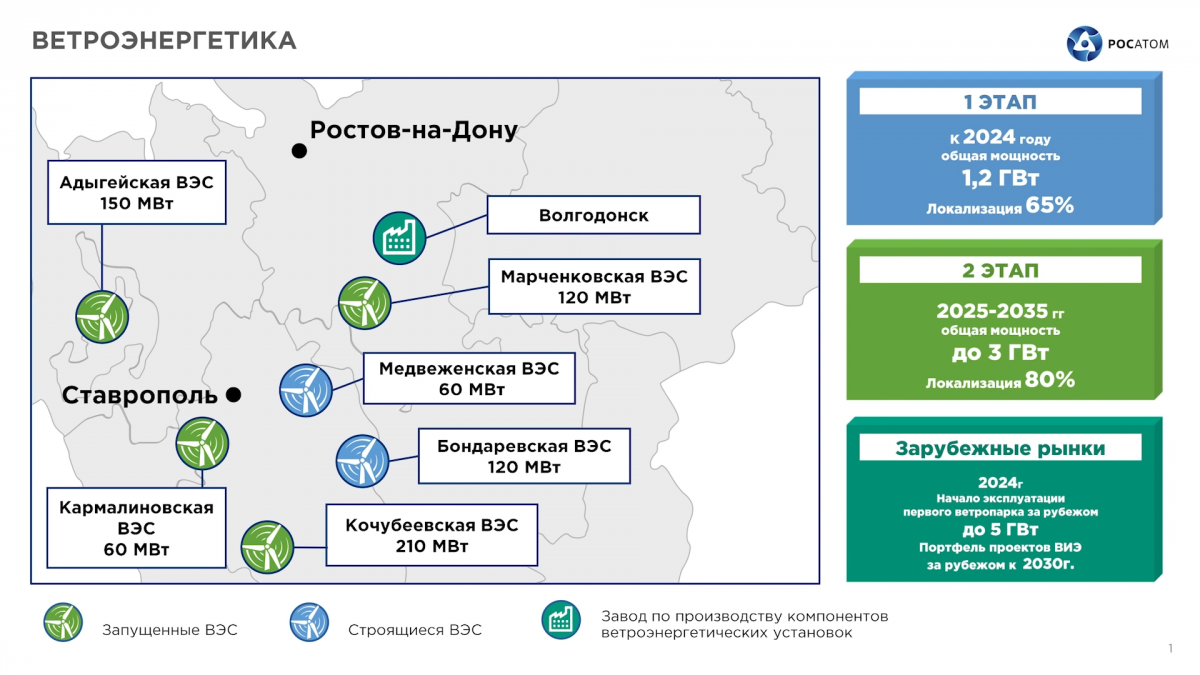 ВЕТРОЭНЕРГЕТИКА
РОСАТОМ
Ростов-на-Дону
Адыгейская ВЭС
150 МВт
Волгодонск
Марченковская ВЭС
120 МВт
Медвеженская ВЭС
60 МВт
Ставрополь
Бондаревская ВЭС
120 МВт
Кармалиновская
ВЭС
60 МВт
Кочубеевская ВЭС
210 МВт
1 ЭТАП
К 2024 году
общая мощность
1,2 ГВт
Локализация 65%
2 ЭТАП
2025-2035 гг
общая мощность
до 3 ГВт
Локализация 80%
Зарубежные рынки
2024г
Начало эксплуатации
первого ветропарка за рубежом
до 5 ГВт
Портфель проектов ВИЭ
за рубежом к 2030г.
Запущенные ВЭС
Строящиеся ВЭС
Завод по производству компонентов
ветроэнергетических установок
1